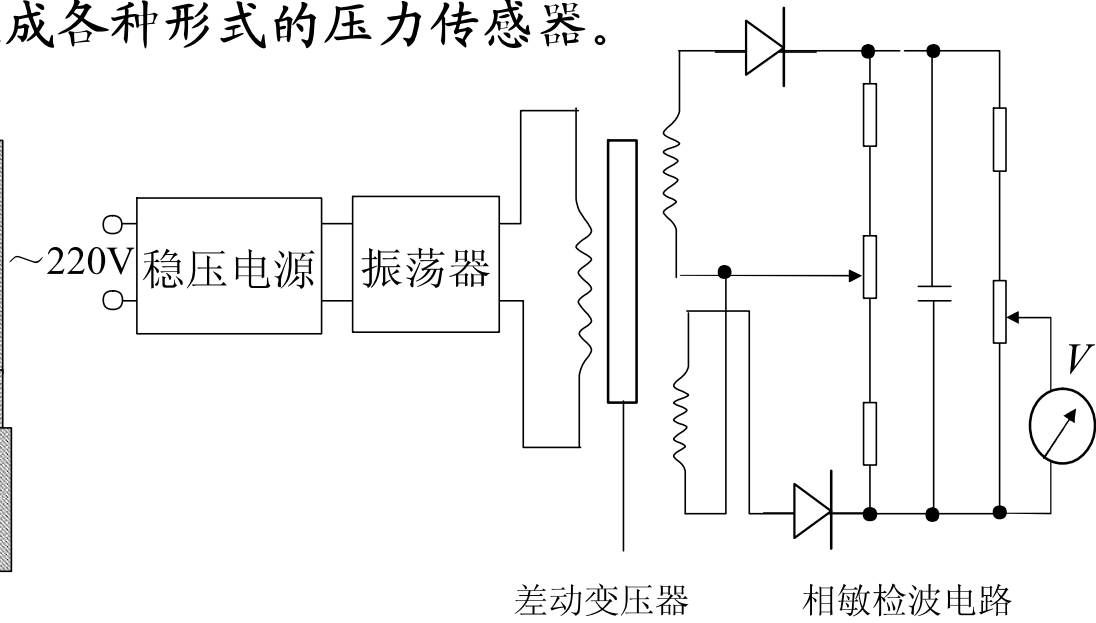 成各种形式的压力传感器。
～220V
稳压电源
振荡器
V
差动变压器
相敏检波电路